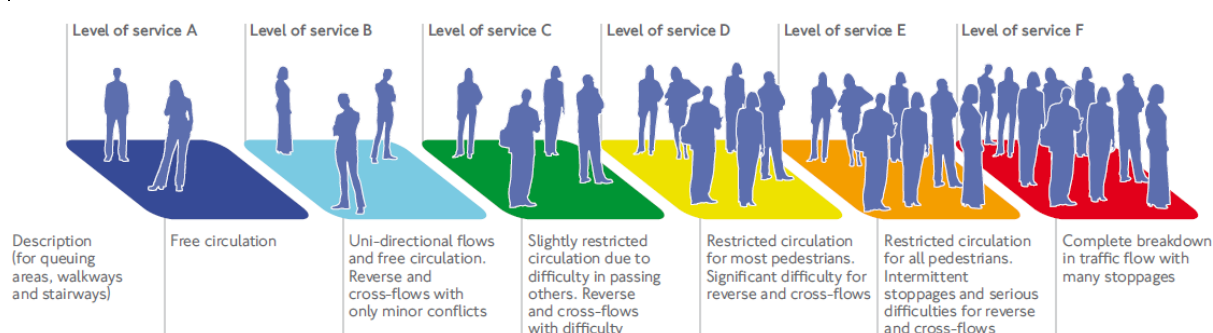 Level of service A
Level of service B
Level of service C
Level of service D
Level of service E
Level of service F
Description
(for queuing
areas, walkways
and stairways)
Free circulation
Uni-directional flows
and free circulation.
Reverse and
cross-flows with
only minor conflicts
Slightly restricted
circulation due to
difficulty in passing
others. Reverse
and cross-flows
with difficulty
Restricted circulation
for most pedestrians.
Significant difficulty for
reverse and cross-flows
Restricted circulation
for all pedestrians.
Intermittent
stoppages and serious
difficulties for reverse
and cross-flows
Complete breakdown
in traffic flow with
many stoppages